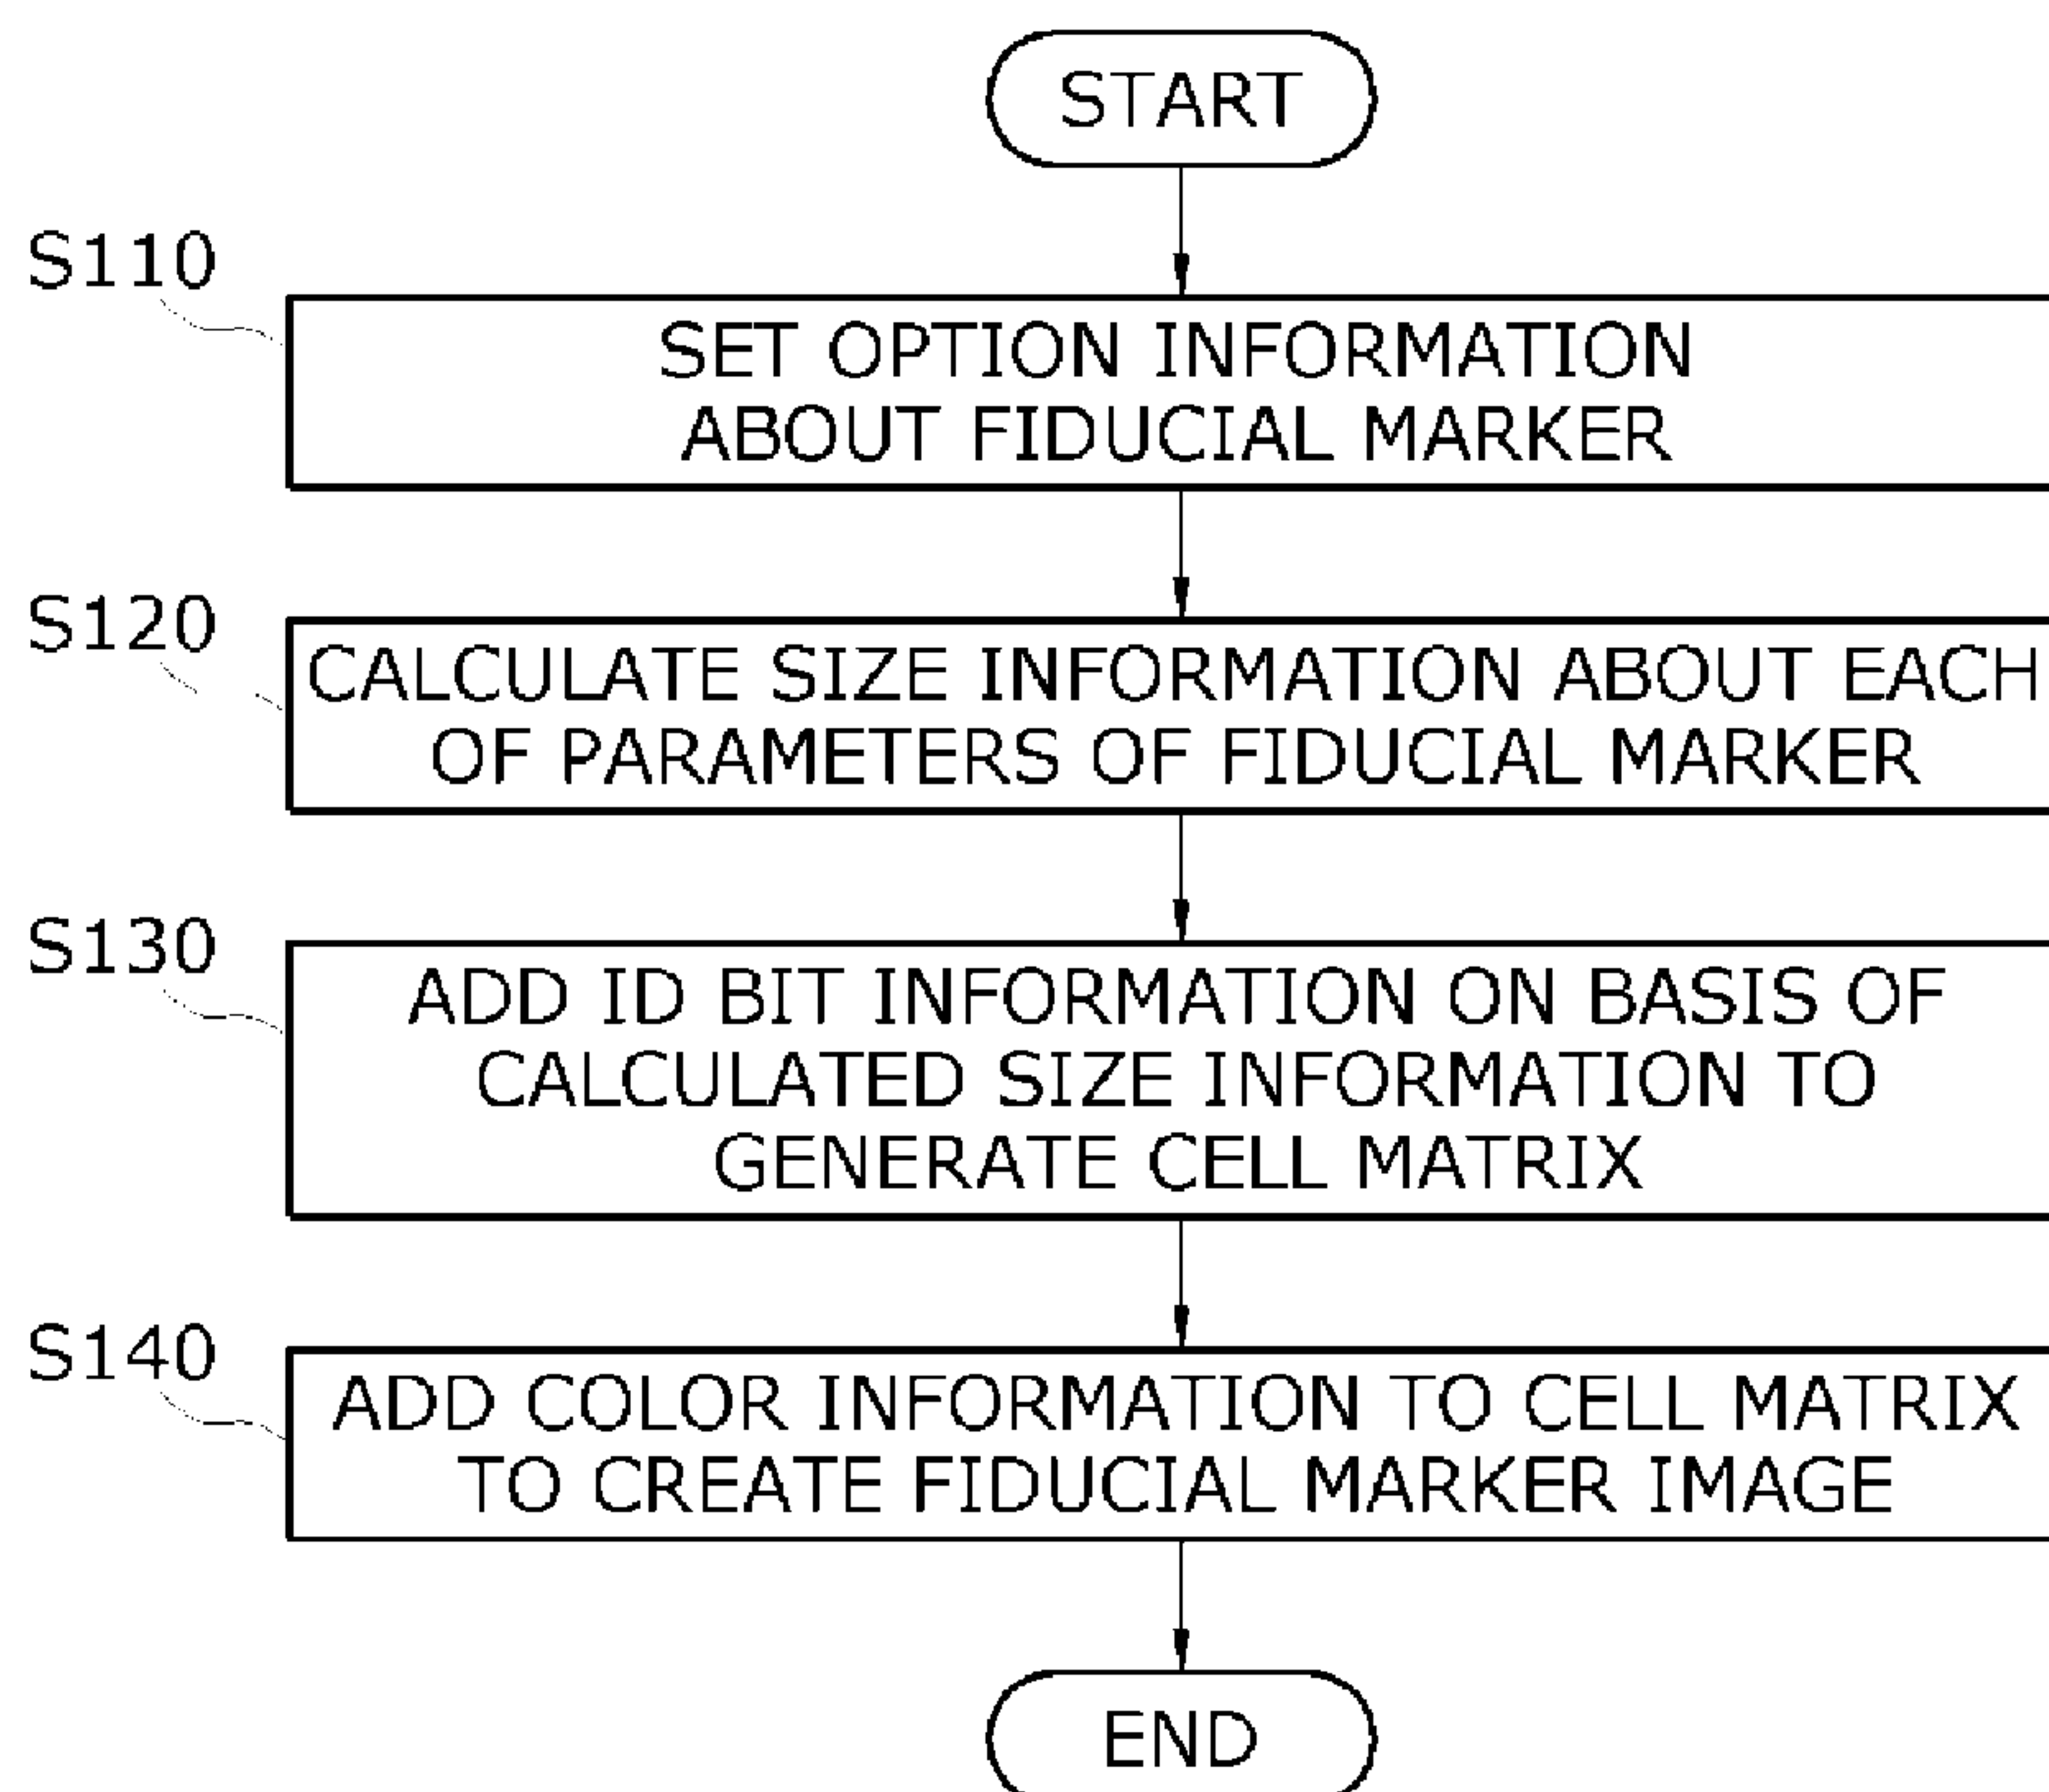 START
S110
SET OPTION INFORMATION
ABOUT FIDUCIAL MARKER
S120
CALCULATE SIZE INFORMATION ABOUT EACH
OF PARAMETERS OF FIDUCIAL MARKER
S130
ADD ID BIT INFORMATION ON BASIS OF
CALCULATED SIZE INFORMATION TO
GENERATE CELL MATRIX
S140
ADD COLOR INFORMATION TO CELL MATRIX
TO CREATE FIDUCIAL MARKER IMAGE
END